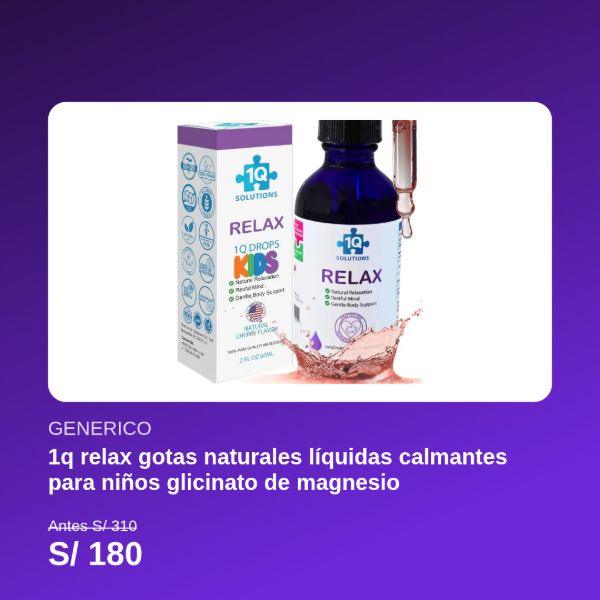 1Q
SOLUTIONS
RELAX
1Q DROPS
KIDS
Natural Relaxation
Restful Mind
Gentle Body Support
NATURAL
CHERRY FLAVOR
2 FL OZ 60ML
1Q
SOLUTIONS
RELAX
Natural Relaxation
Restful Mind
Gentle Body Support
GENERICO
1q relax gotas naturales líquidas calmantes
para niños glicinato de magnesio
Antes S/ 310
S/ 180